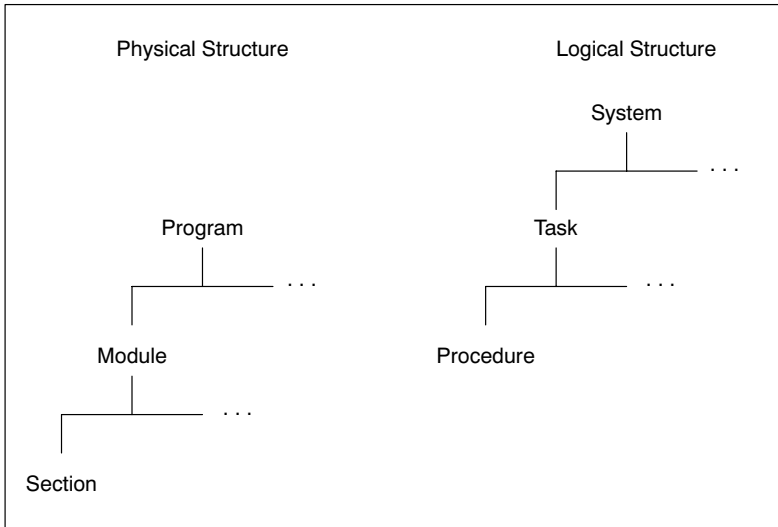 Physical Structure
Logical Structure
System
. . .
Program
Task
. . .
. . .
Module
Procedure
. . .
Section